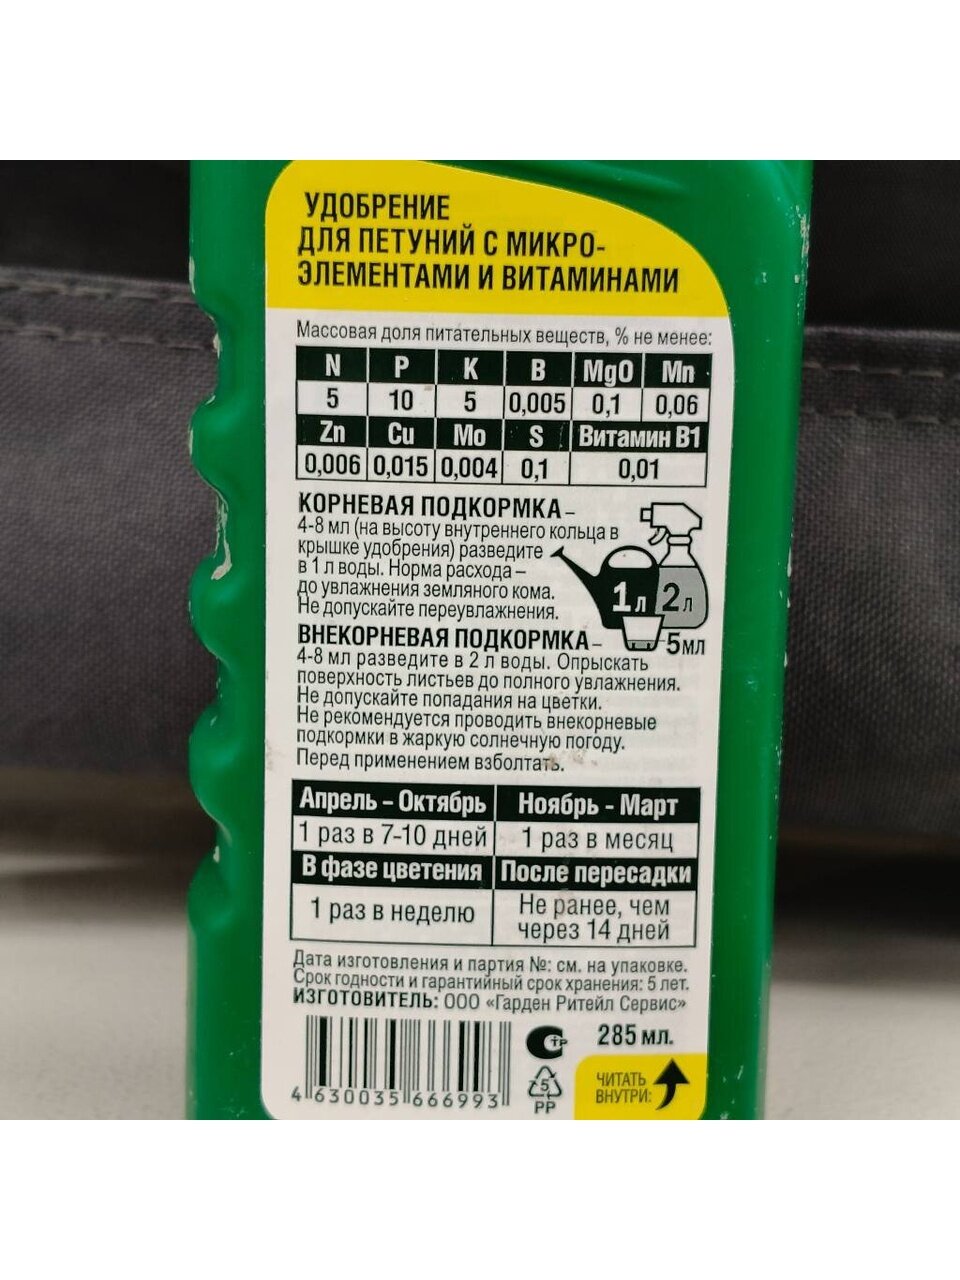 УДОБРЕНИЕ
ДЛЯ ПЕТУНИЙ С МИКРО-
ЭЛЕМЕНТАМИ И ВИТАМИНАМИ
Массовая доля питательных веществ, % не менее:
N P K B MgO Mn
5 10 5 0,005 0,1 0,06
Zn Cu Mo S Витамин В1
0,006 0,015 0,004 0,1 0,01
КОРНЕВАЯ ПОДКОРМКА –
4-8 мл (на высоту внутреннего кольца в
крышке удобрения) разведите
в 1 л воды. Норма расхода –
до увлажнения земляного кома.
Не допускайте переувлажнения.
1л 2л
5мл
ВНЕКОРНЕВАЯ ПОДКОРМКА –
4-8 мл разведите в 2 л воды. Опрыскать
поверхность листьев до полного увлажнения.
Не допускайте попадания на цветки.
Не рекомендуется проводить внекорневые
подкормки в жаркую солнечную погоду.
Перед применением взболтать.
Апрель – Октябрь Ноябрь - Март
1 раз в 7-10 дней 1 раз в месяц
В фазе цветения После пересадки
1 раз в неделю Не ранее, чем
через 14 дней
Дата изготовления и партия №: см. на упаковке.
Срок годности и гарантийный срок хранения: 5 лет.
ИЗГОТОВИТЕЛЬ: ООО «Гарден Ритейл Сервис»
285 мл.
ЧИТАТЬ
ВНУТРИ:
4 630035 666993
5
PP